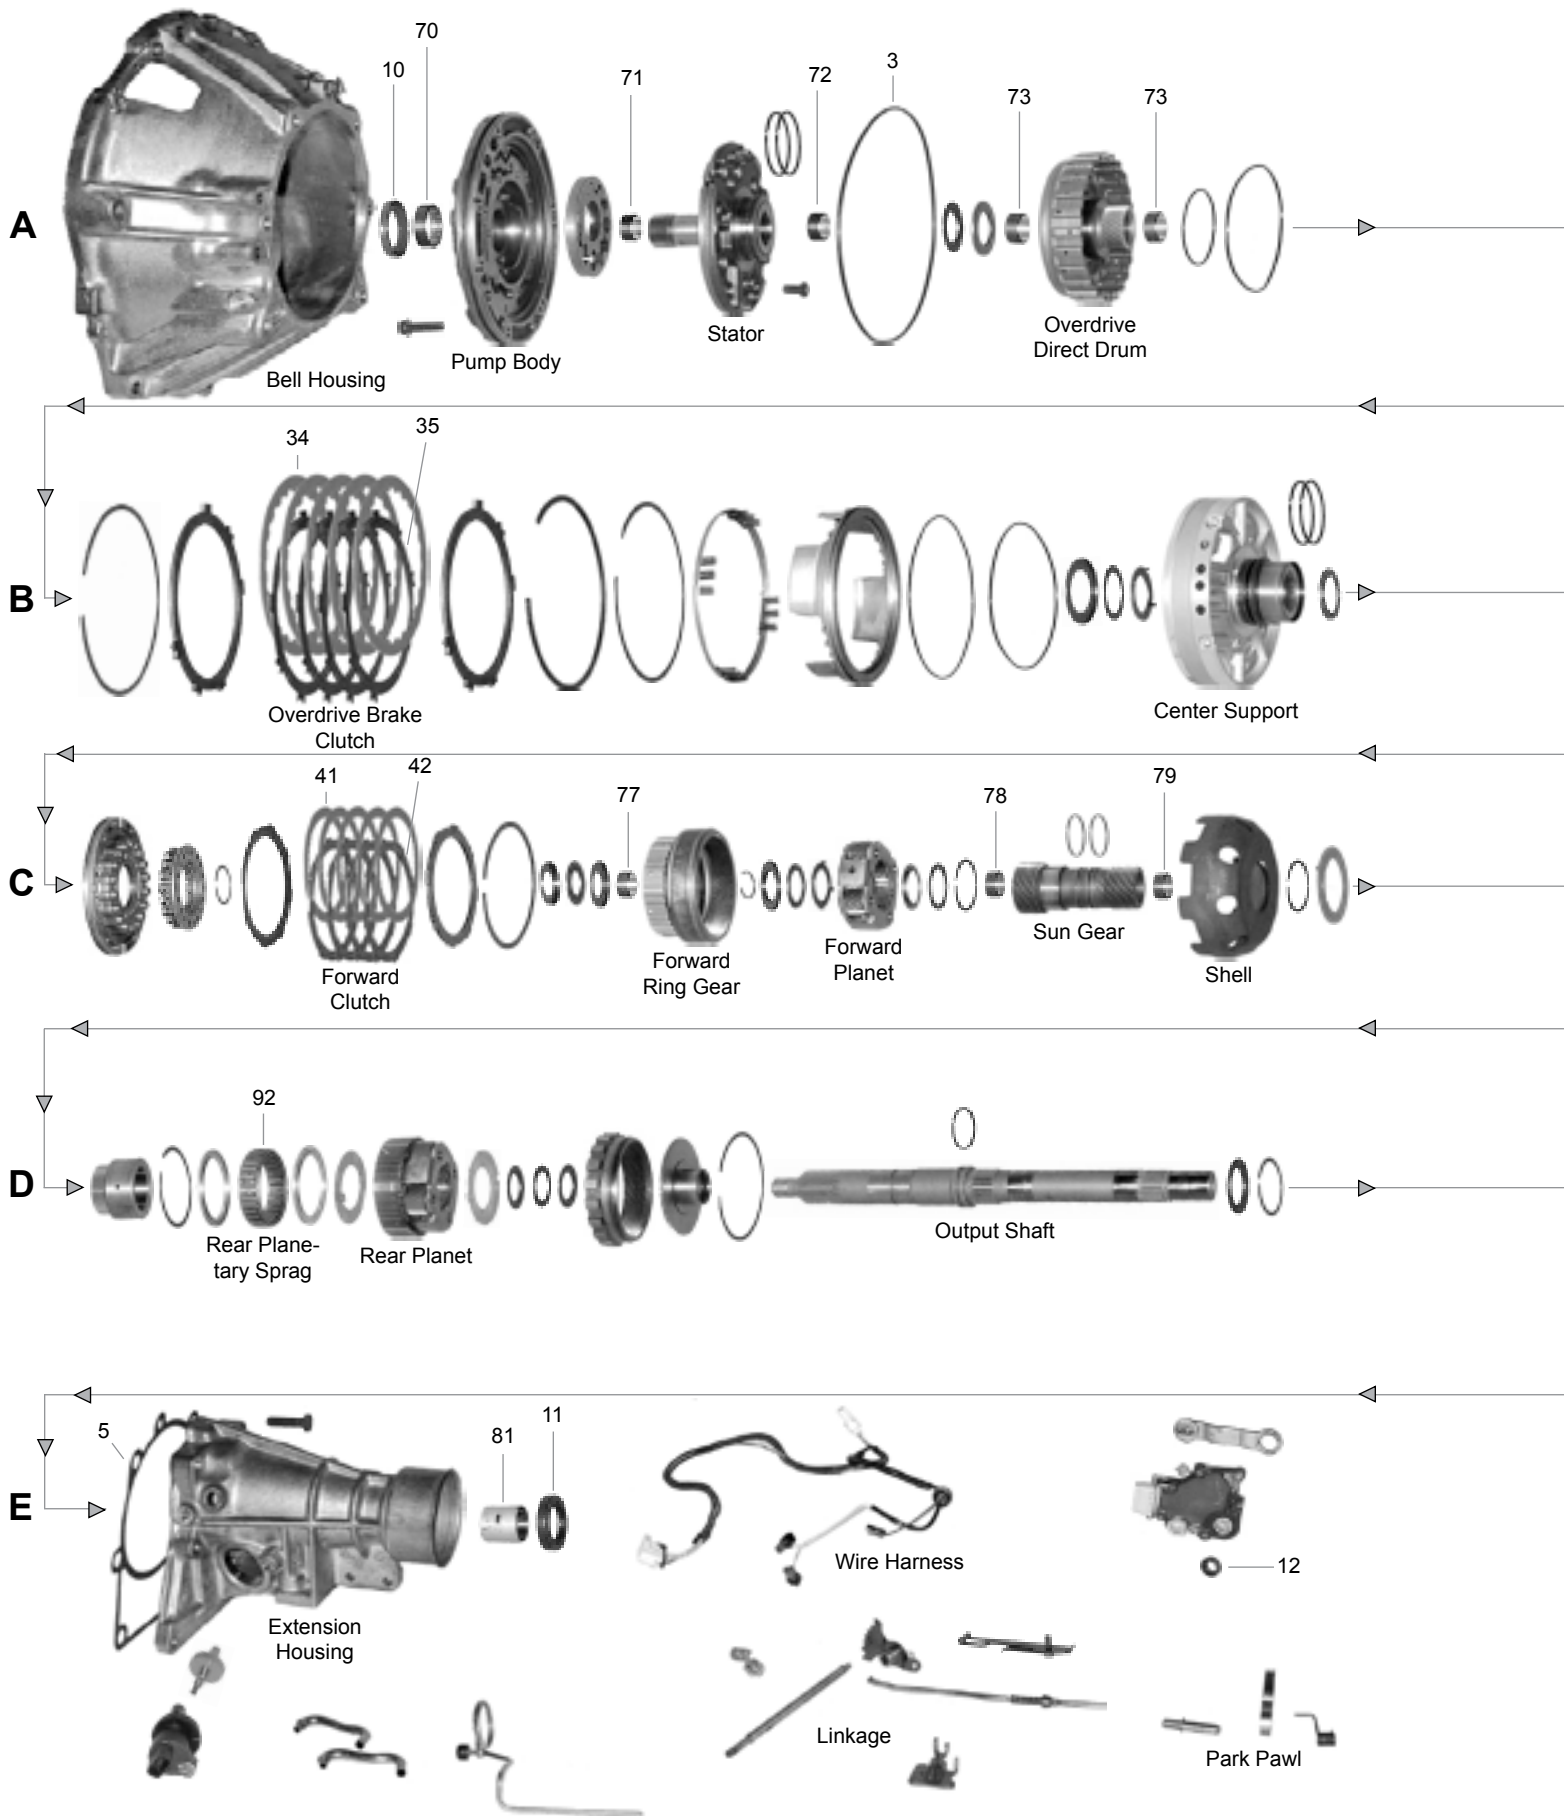 70
10
71
72
3
73
73
A
Bell Housing
Pump Body
Stator
Overdrive
Direct Drum
34
35
B
Overdrive Brake
Clutch
Center Support
41
42
77
78
79
C
Forward
Clutch
Forward
Ring Gear
Forward
Planet
Sun Gear
Shell
92
D
Rear Plane-
tary Sprag
Rear Planet
Output Shaft
5
81
11
E
Extension
Housing
Wire Harness
12
Linkage
Park Pawl